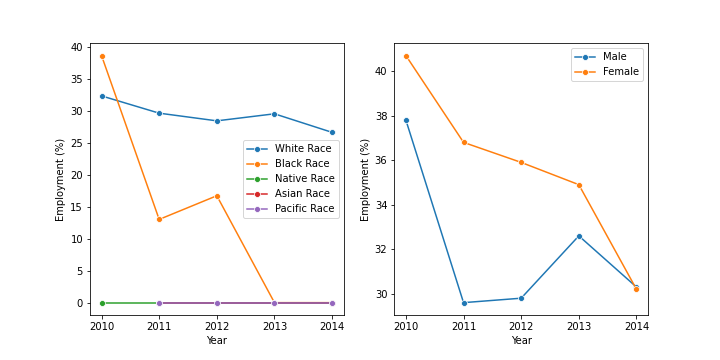 40
35
30
25
20
15
10
5
0
Employment (%)
2010 2011 2012 2013 2014
Year
White Race
Black Race
Native Race
Asian Race
Pacific Race
40
38
36
34
32
30
Employment (%)
2010 2011 2012 2013 2014
Year
Male
Female